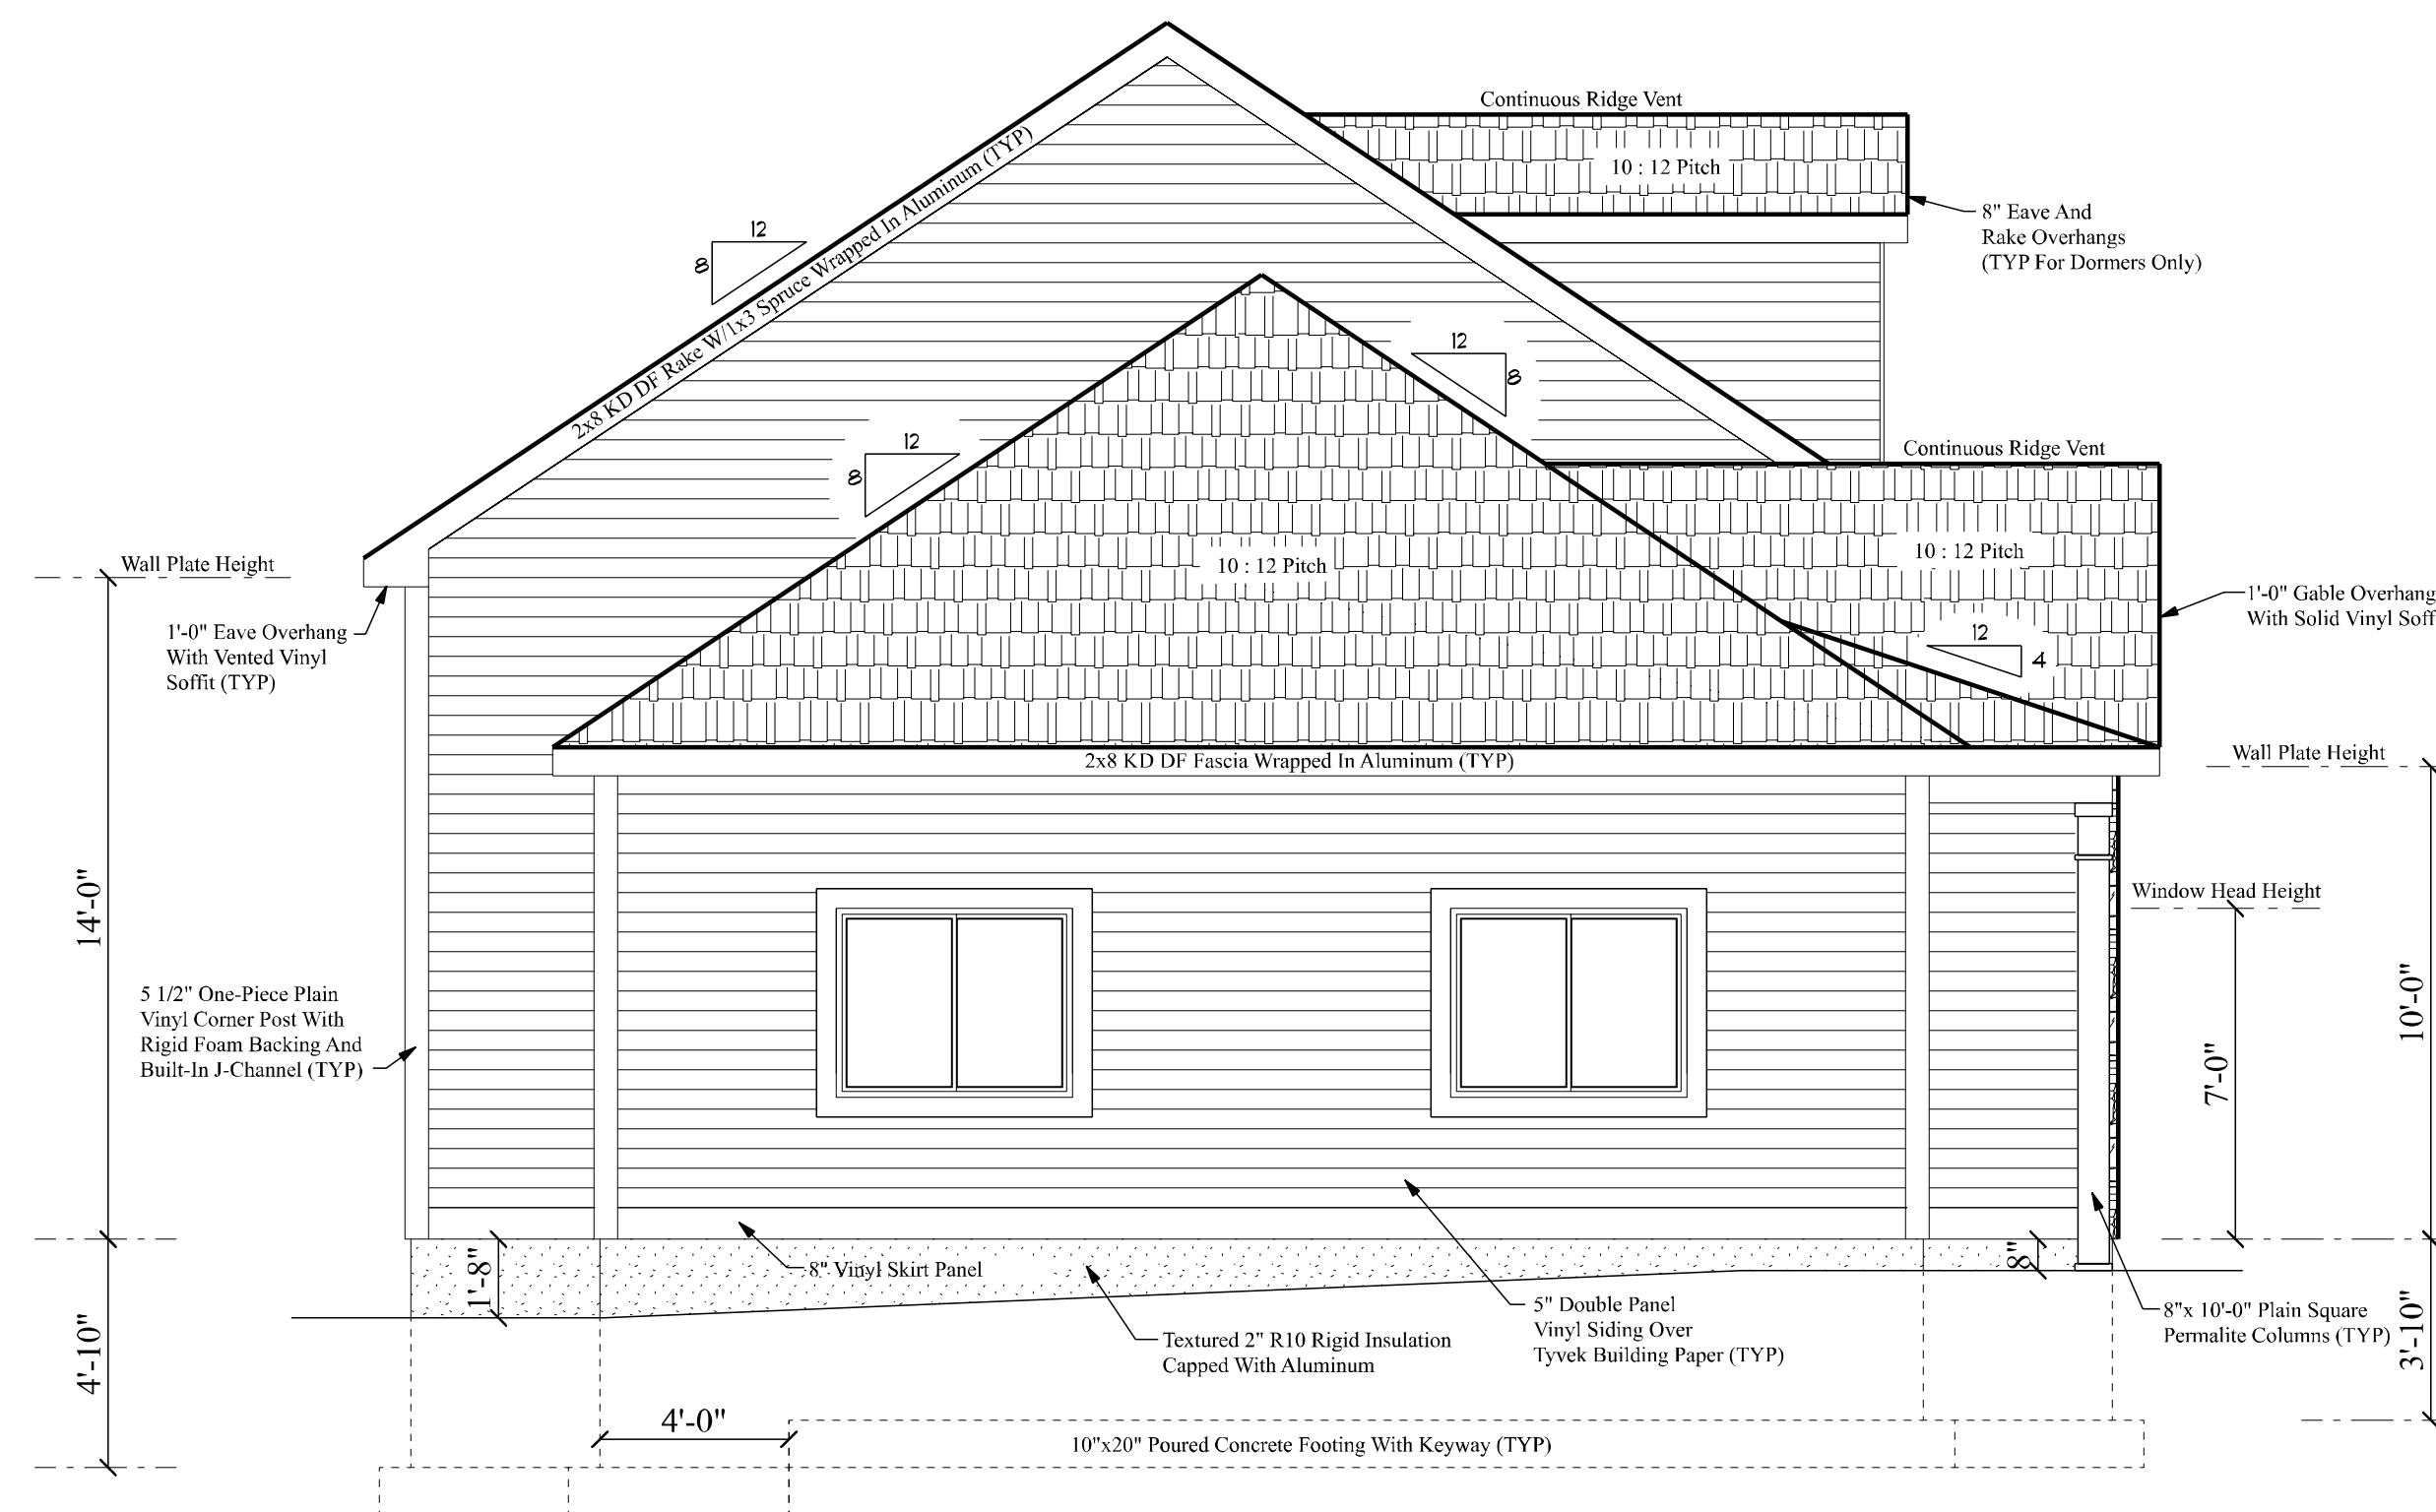 Continuous Ridge Vent
10 : 12 Pitch
8" Eave And
Rake Overhangs
(TYP For Dormers Only)
12
8
2x8 KD DF Rake W/1x3 Spruce Wrapped In Aluminum (TYP)
12
8
12
8
Continuous Ridge Vent
10 : 12 Pitch
10 : 12 Pitch
Wall Plate Height
1'-0" Eave Overhang
With Vented Vinyl
Soffit (TYP)
1'-0" Gable Overhang
With Solid Vinyl Soff
12
4
2x8 KD DF Fascia Wrapped In Aluminum (TYP)
Wall Plate Height
Window Head Height
14'-0"
10'-0"
7'-0"
5 1/2" One-Piece Plain
Vinyl Corner Post With
Rigid Foam Backing And
Built-In J-Channel (TYP)
1'-8"
8" Vinyl Skirt Panel
8"
4'-10"
Textured 2" R10 Rigid Insulation
Capped With Aluminum
5" Double Panel
Vinyl Siding Over
Tyvek Building Paper (TYP)
8"x 10'-0" Plain Square
Permalite Columns (TYP)
3'-10"
4'-0"
10"x20" Poured Concrete Footing With Keyway (TYP)